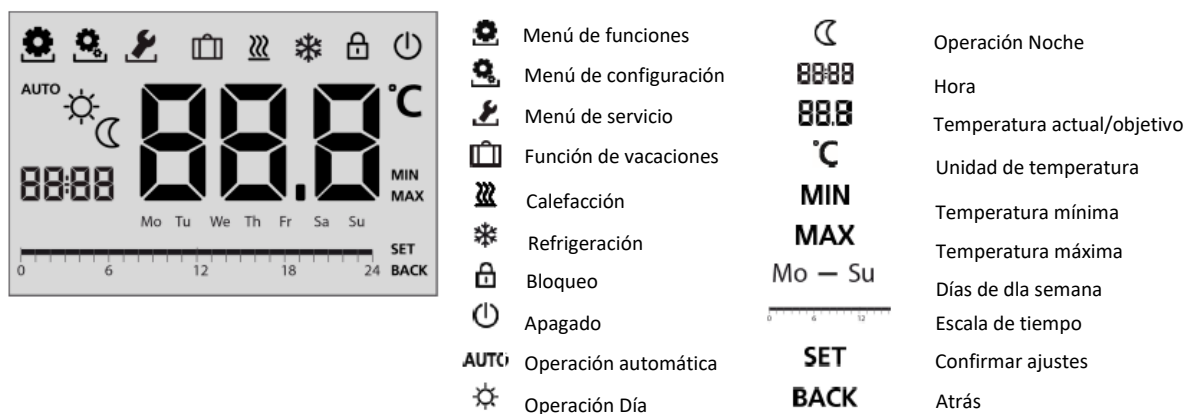 AUTO
88:88
88.8
°C
MIN
MAX
Mo Tu We Th Fr Sa Su
0 6 12 18 24
SET
BACK
Menú de funciones
Menú de configuración
Menú de servicio
Función de vacaciones
Calefacción
Refrigeración
Bloqueo
Apagado
AUTO Operación automática
Operación Día
Operación Noche
88:88 Hora
88.8 Temperatura actual/objetivo
°C Unidad de temperatura
MIN Temperatura mínima
MAX Temperatura máxima
Mo — Su Días de dla semana
0 6 12 Escala de tiempo
SET Confirmar ajustes
BACK Atrás